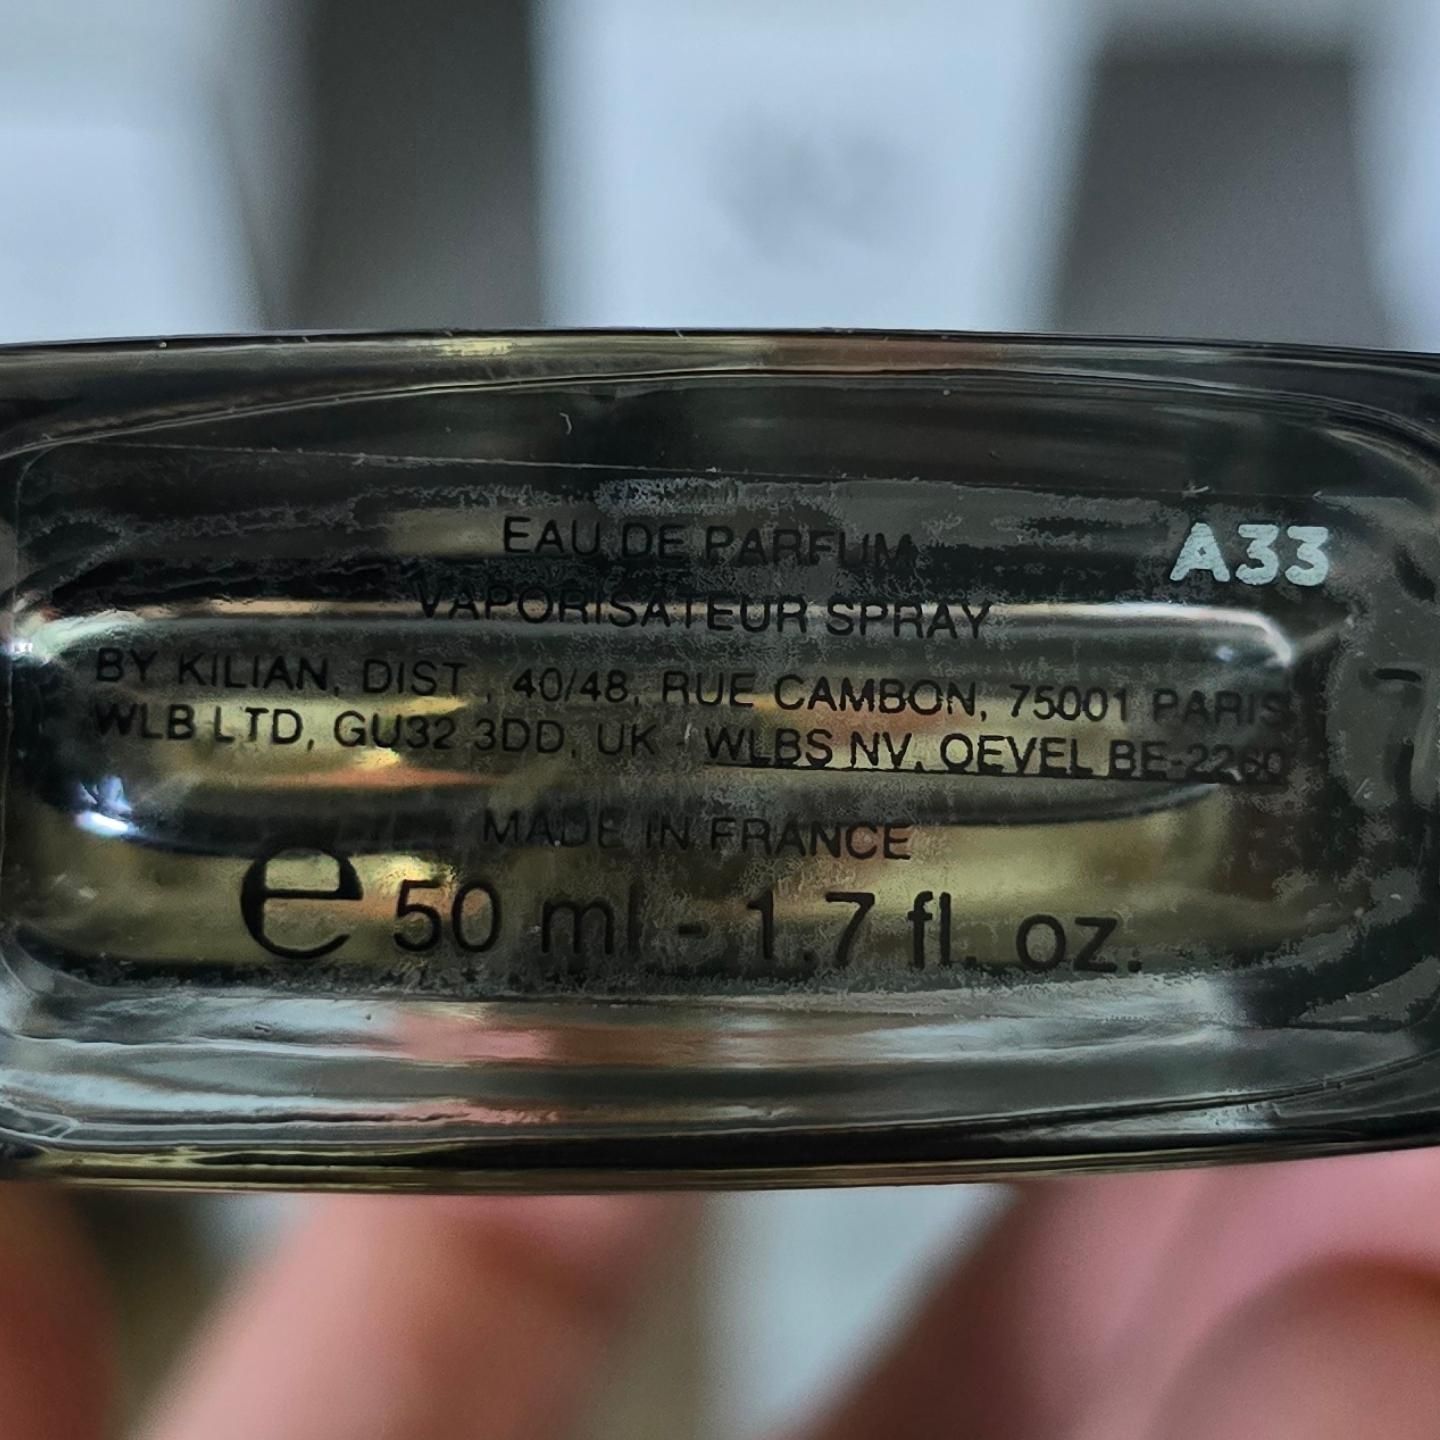 A33
EAU DE PARFUM
VAPORISATEUR SPRAY
BY KILIAN, DIST., 40/48, RUE CAMBON, 75001 PARIS
WLB LTD, GU32 3DD, UK - WLBS NV, OEVEL BE-2260
MADE IN FRANCE
e 50 ml - 1.7 fl. oz.